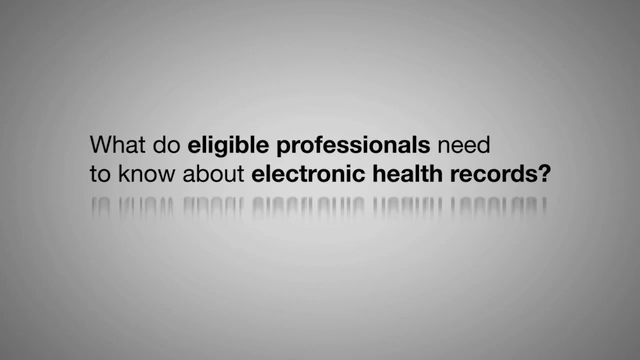 What do eligible professionals need
to know about electronic health records?